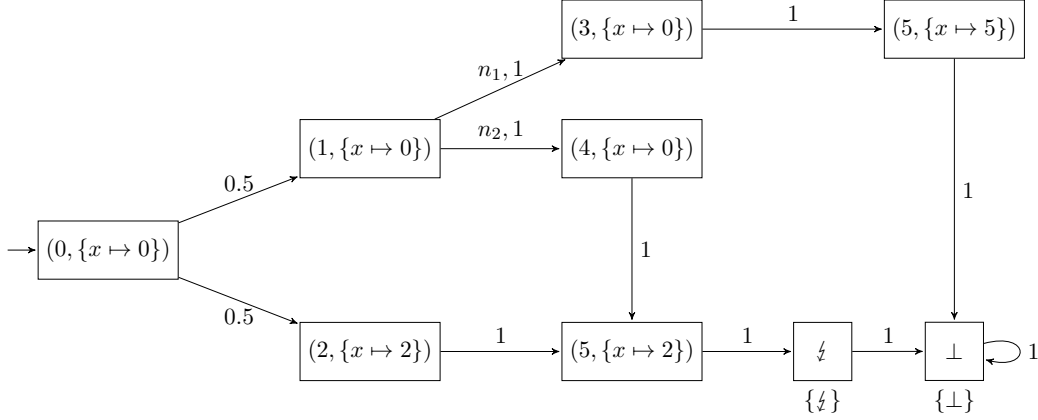 (3, {x ↦ 0})
1
(5, {x ↦ 5})
n₁, 1
(1, {x ↦ 0})
n₂, 1
(4, {x ↦ 0})
0.5
1
1
(0, {x ↦ 0})
0.5
(2, {x ↦ 2})
1
(5, {x ↦ 2})
1
↯
1
⊥
1
{↯}
{⊥}